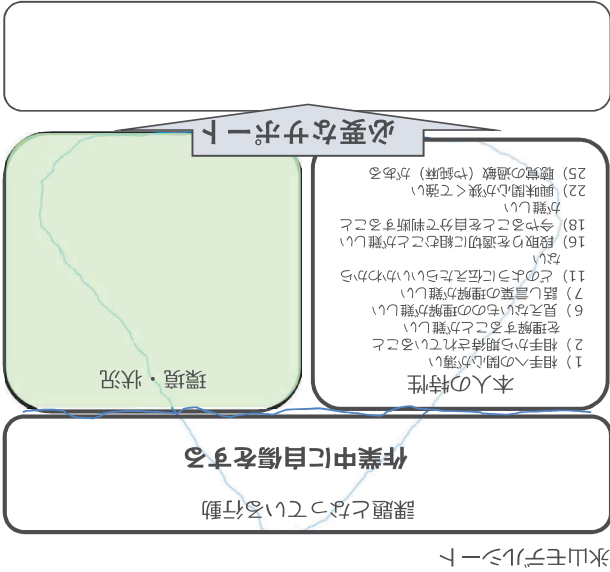 氷山モデルシート
課題となっている行動
作業中に自傷をする
本人の特性
1）相手への関心が薄い
2）相手から期待されていること
を理解することが難しい
6）見えないものの理解が難しい
7）話し言葉の理解が難しい
11）どのように伝えたらいいかわから
ない
16）段取りを適切に組むことが難しい
18）今やることを自分で判断すること
が難しい
22）興味関心が狭くて強い
25）聴覚の過敏（や鈍麻）がある
環境・状況
必要なサポート